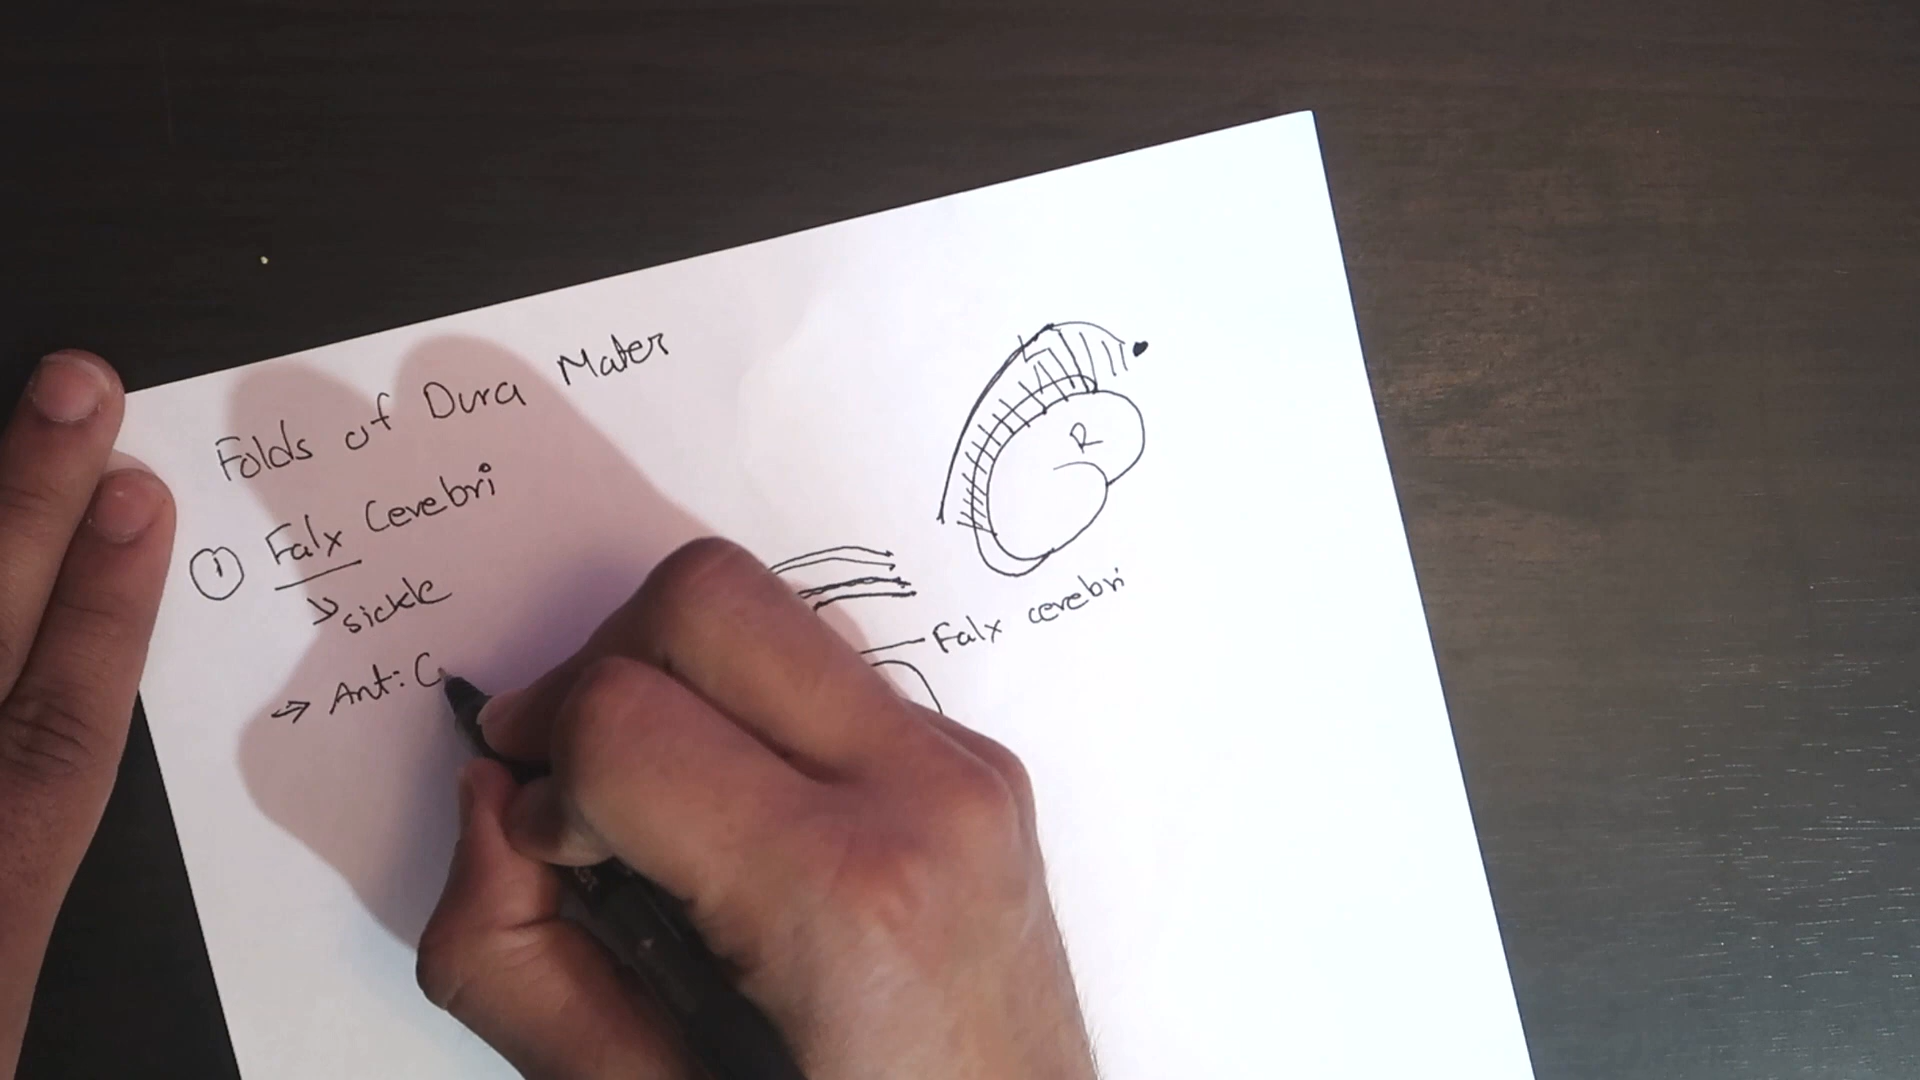 Folds of Dura Mater
① Falx Cerebri
sickle
→ Ant: C
R
Falx cerebri